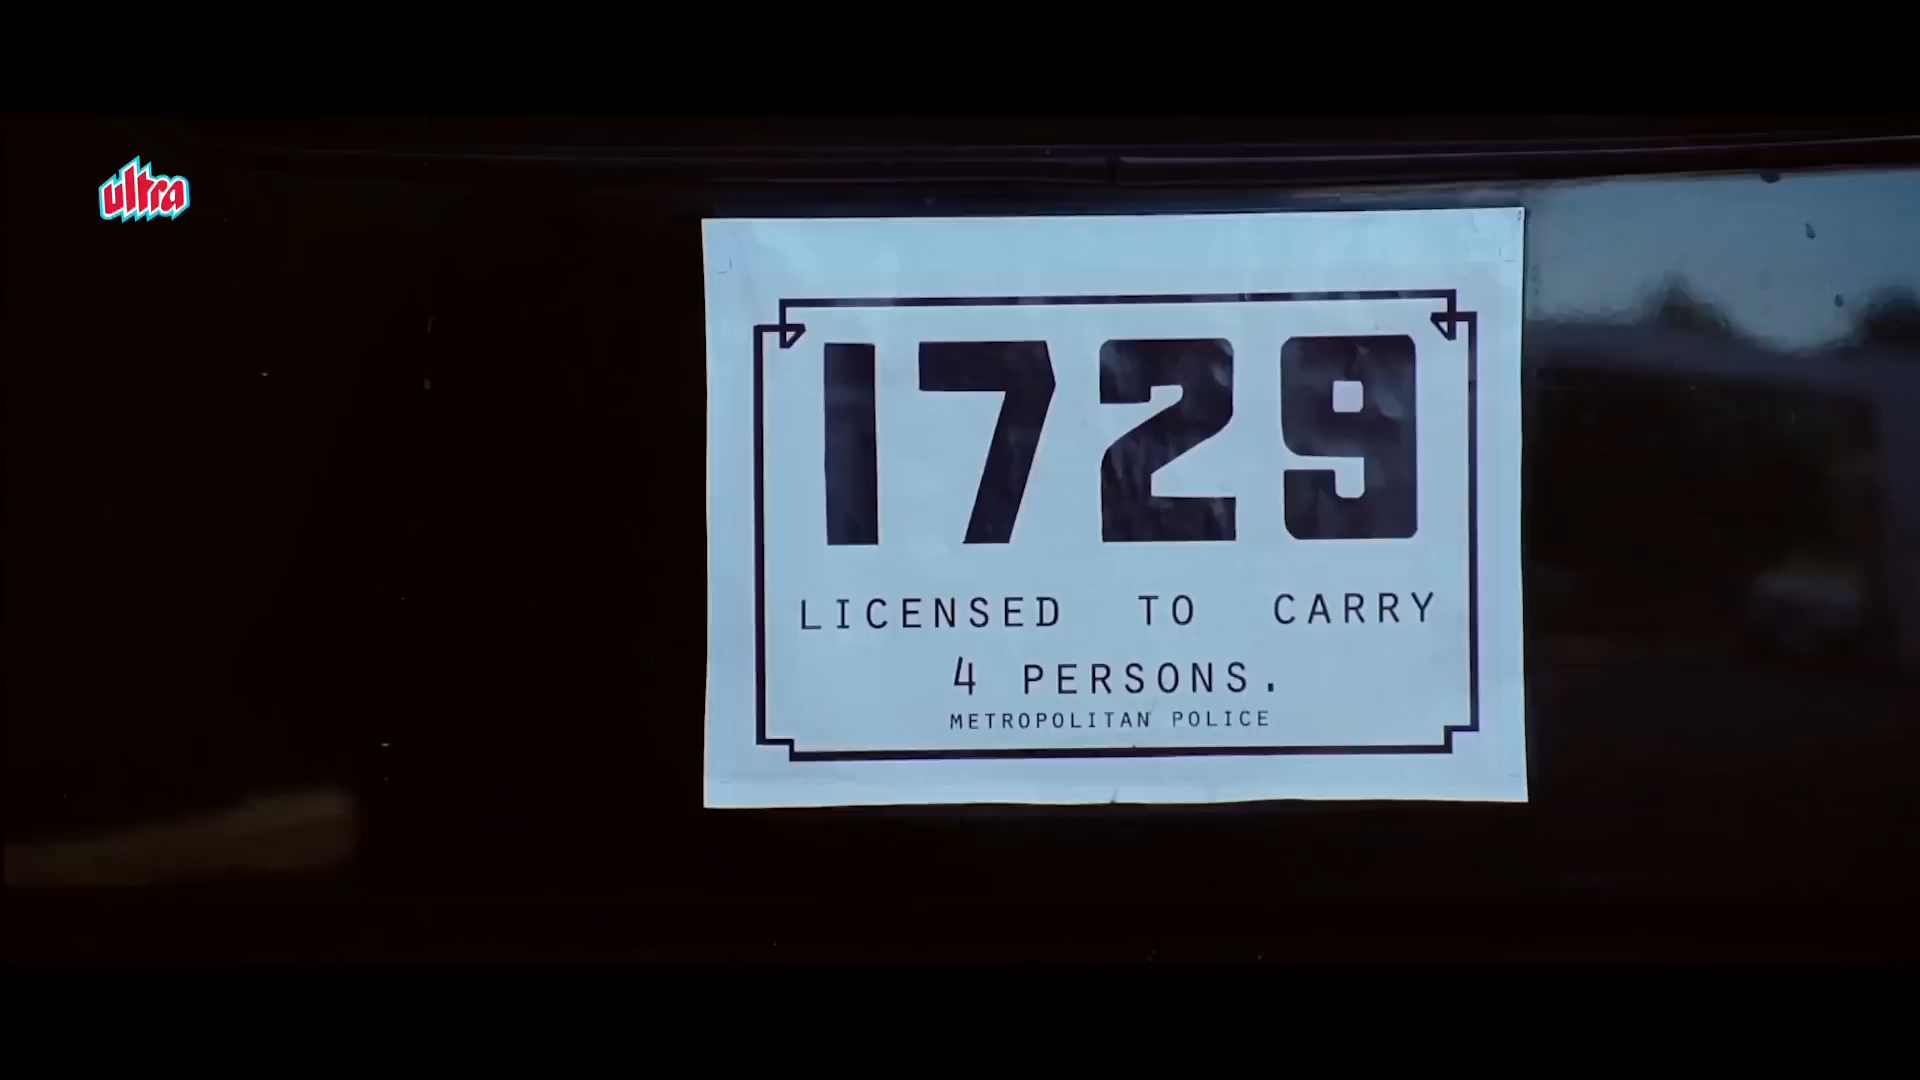 ultra
1729
LICENSED TO CARRY
4 PERSONS.
METROPOLITAN POLICE